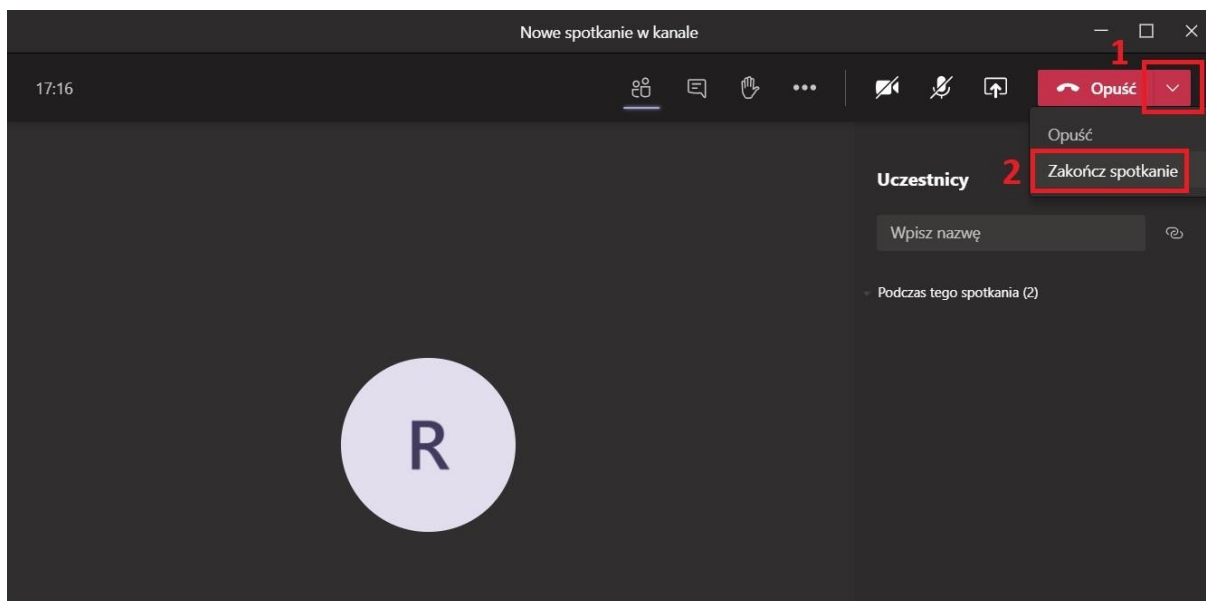 Nowe spotkanie w kanale
1
17:16
Opuść
Opuść
Zakończ spotkanie
2
Uczestnicy
Wpisz nazwę
Podczas tego spotkania (2)
R